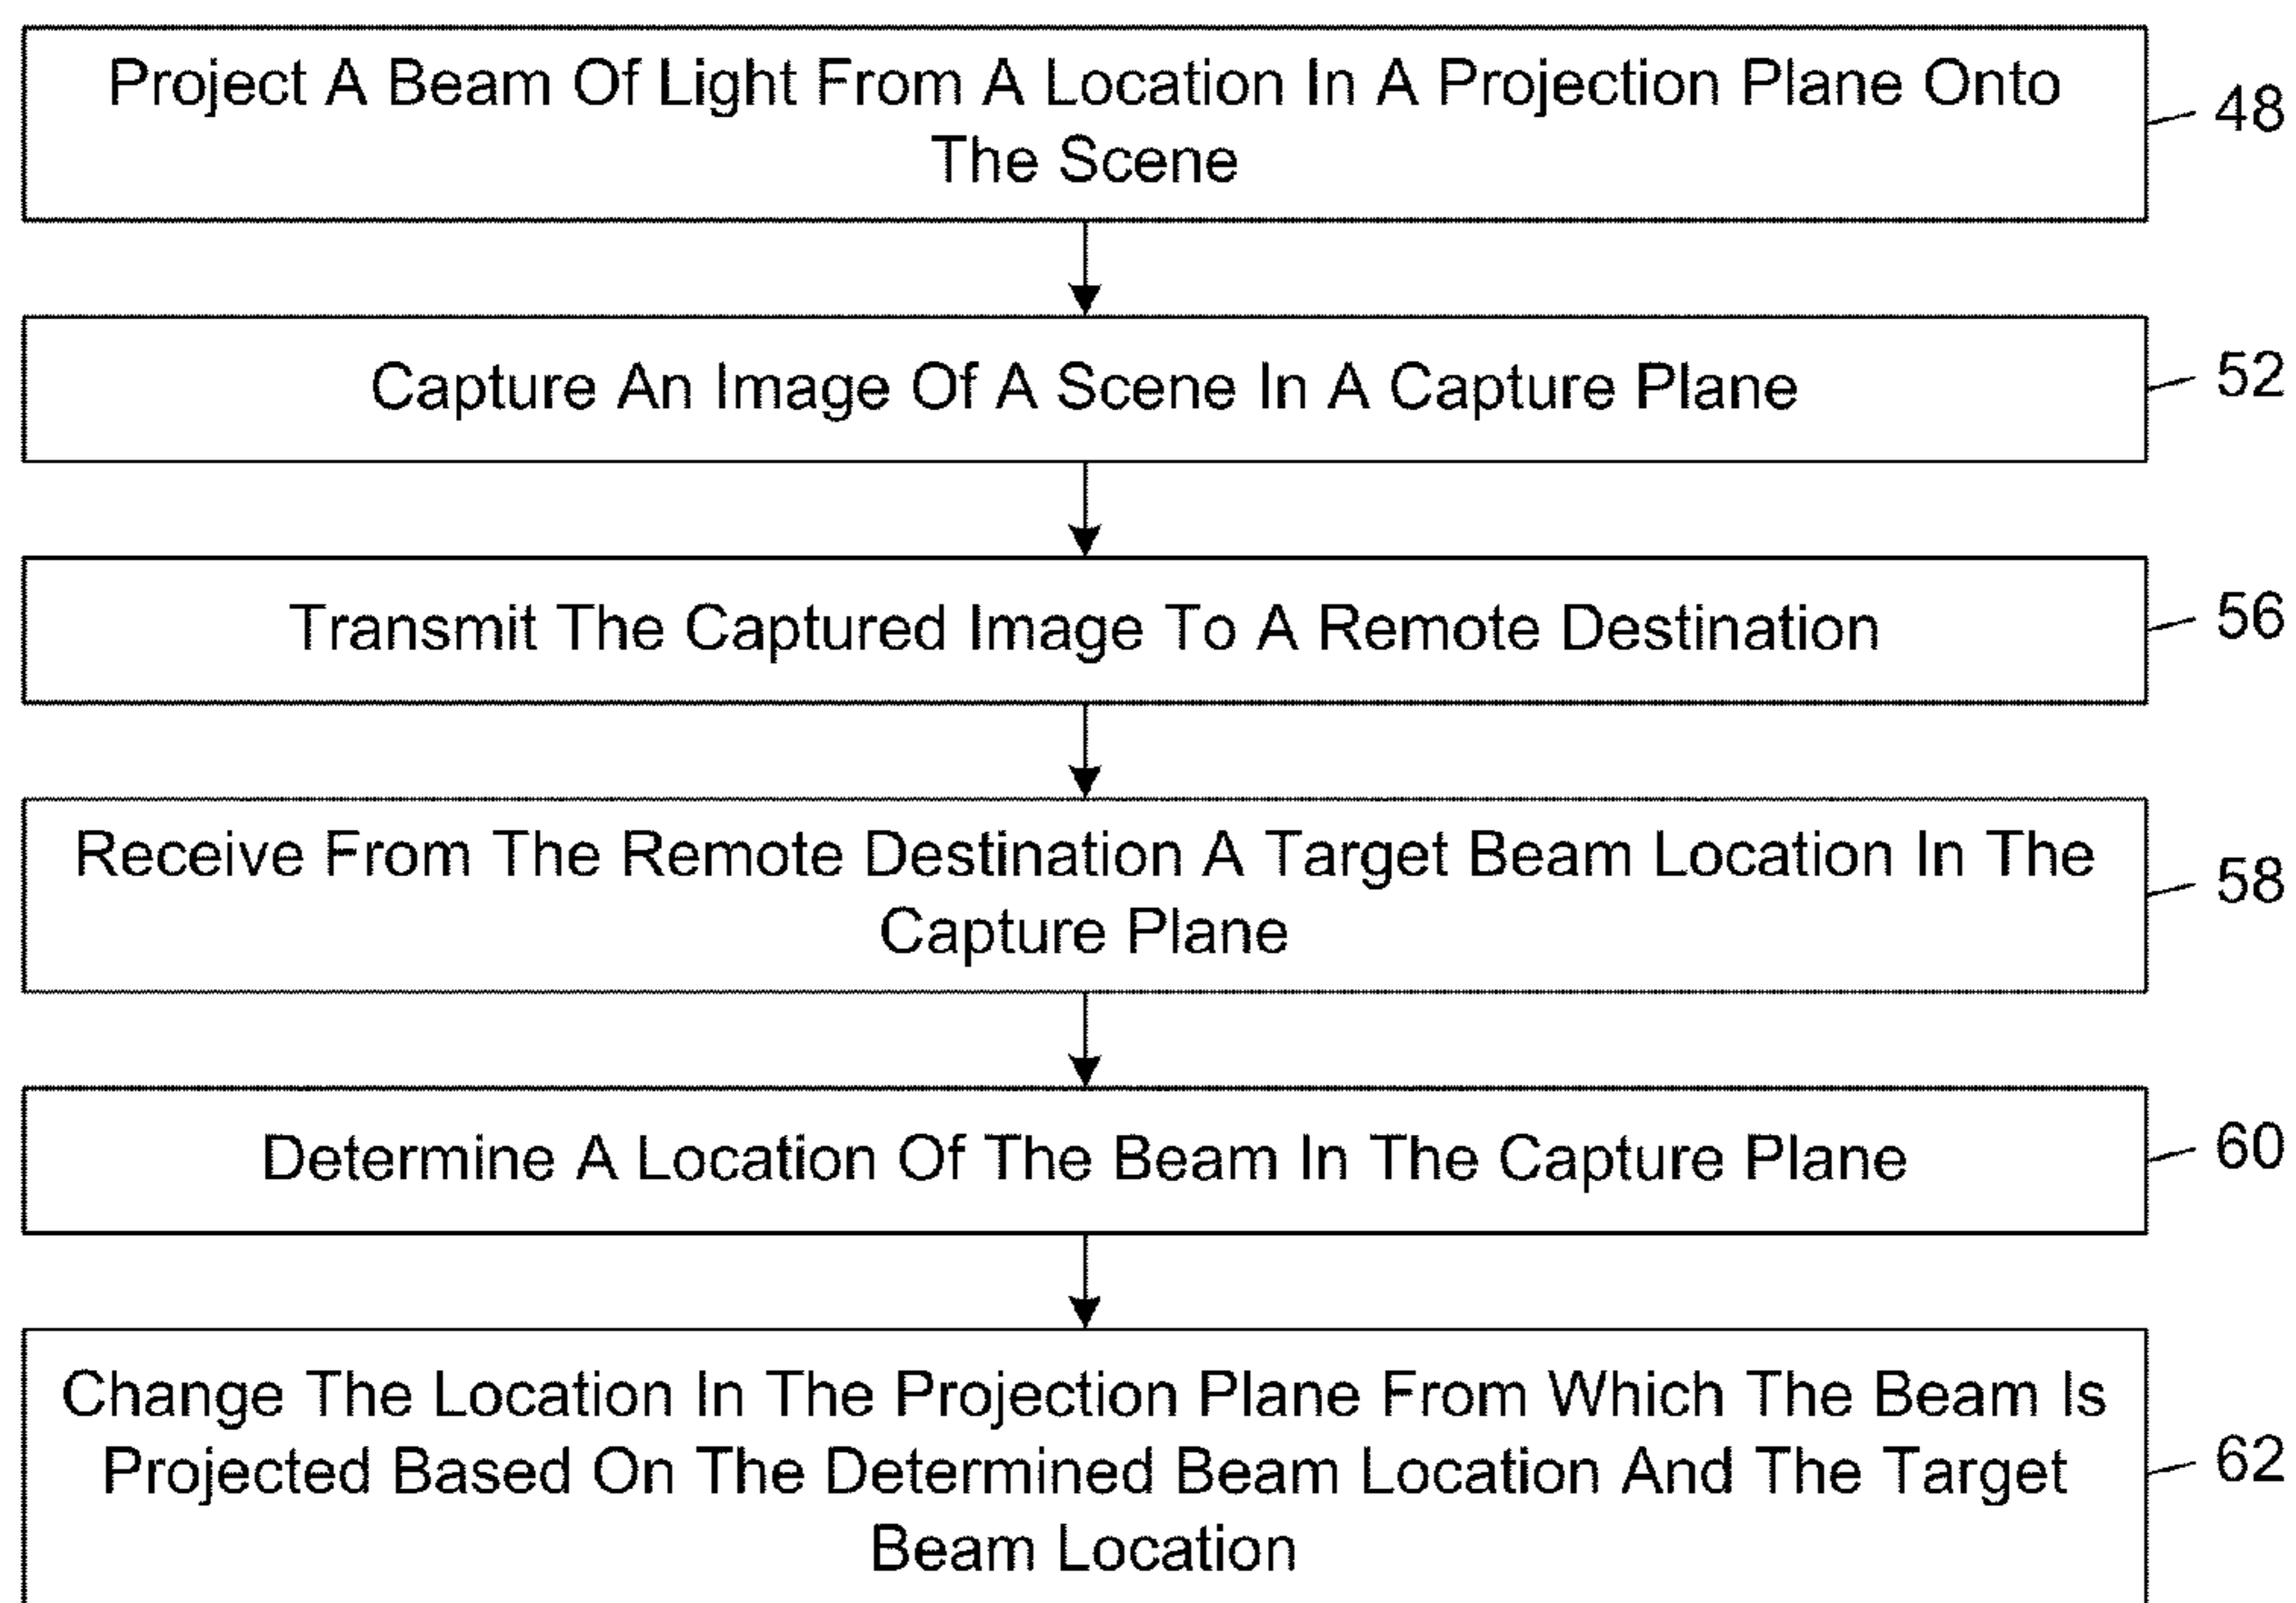 Project A Beam Of Light From A Location In A Projection Plane Onto
The Scene
48
Capture An Image Of A Scene In A Capture Plane
52
Transmit The Captured Image To A Remote Destination
56
Receive From The Remote Destination A Target Beam Location In The
Capture Plane
58
Determine A Location Of The Beam In The Capture Plane
60
Change The Location In The Projection Plane From Which The Beam Is
Projected Based On The Determined Beam Location And The Target
Beam Location
62